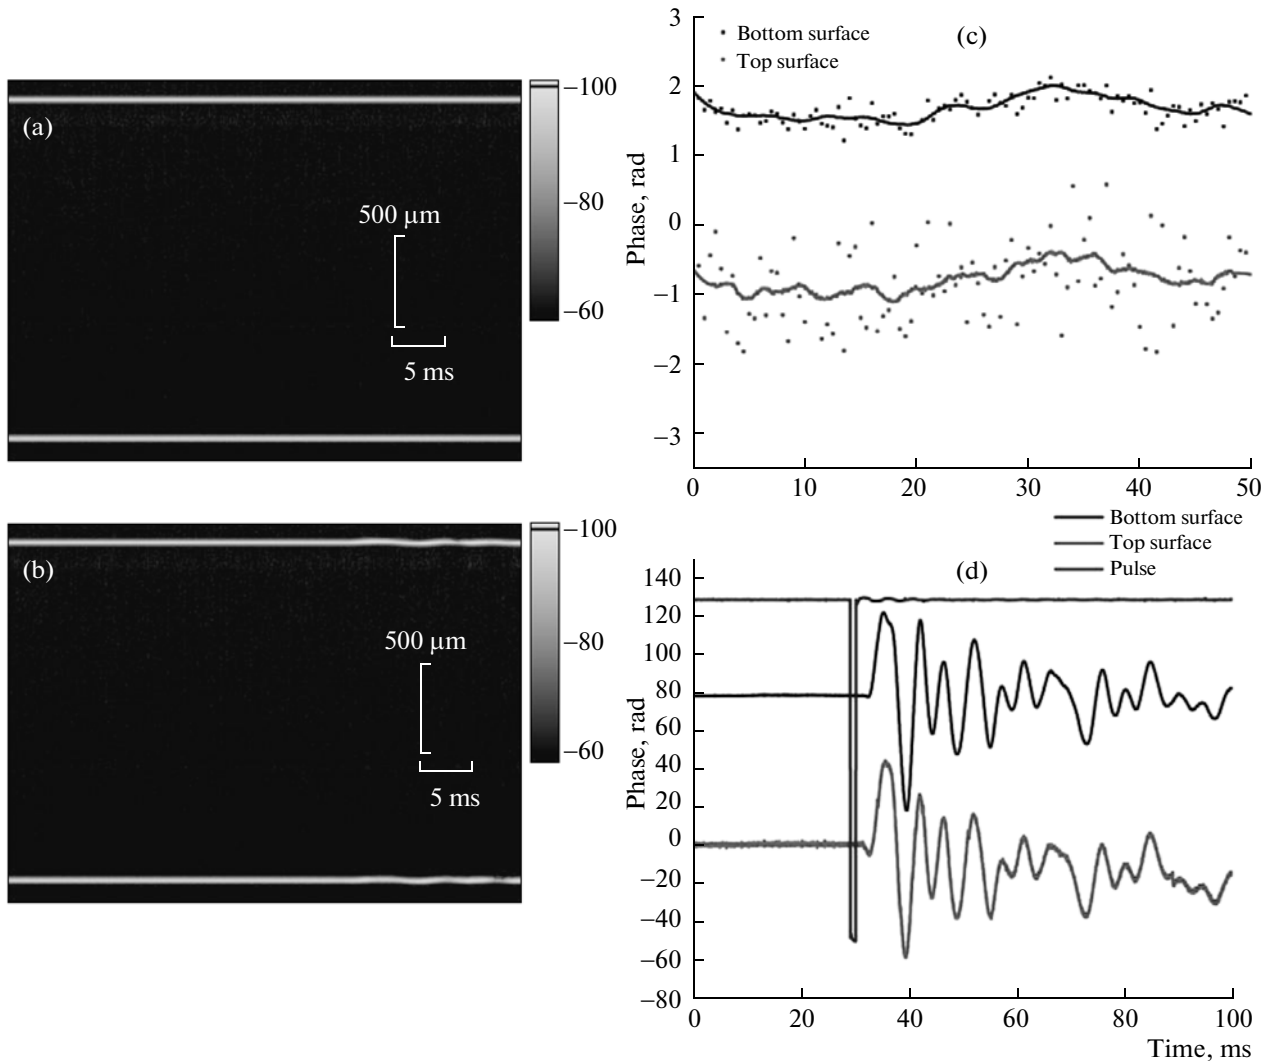 (a)
500 μm
5 ms
–100
–80
–60
(b)
500 μm
5 ms
–100
–80
–60
(c)
Bottom surface
Top surface
Phase, rad
3
2
1
0
–1
–2
–3
0 10 20 30 40 50
Bottom surface
Top surface
Pulse
(d)
Phase, rad
140
120
100
80
60
40
20
0
–20
–40
–60
–80
0 20 40 60 80 100
Time, ms